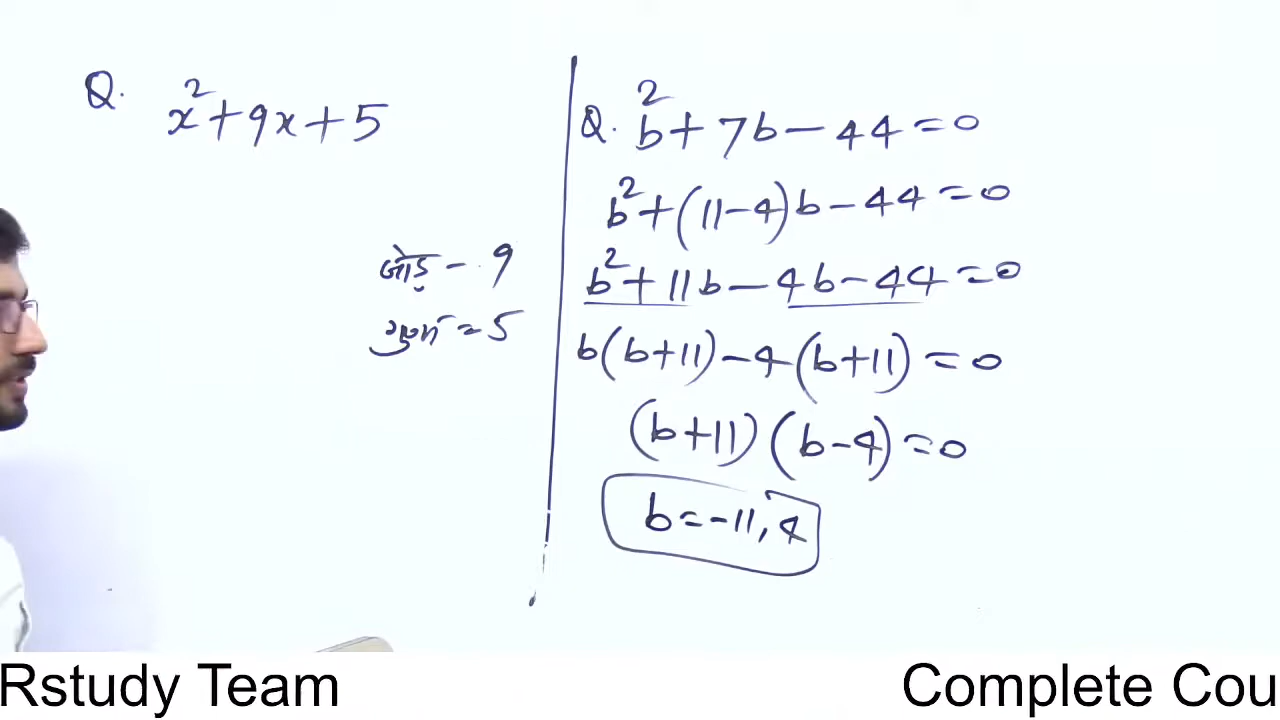 Q. x²+9x+5
जोड़ - 9
गुणा = 5
Q. b²+7b-44=0
b²+(11-4)b-44=0
b²+11b-4b-44=0
b(b+11)-4(b+11)=0
(b+11)(b-4)=0
b=-11,4
Rstudy Team
Complete Cou